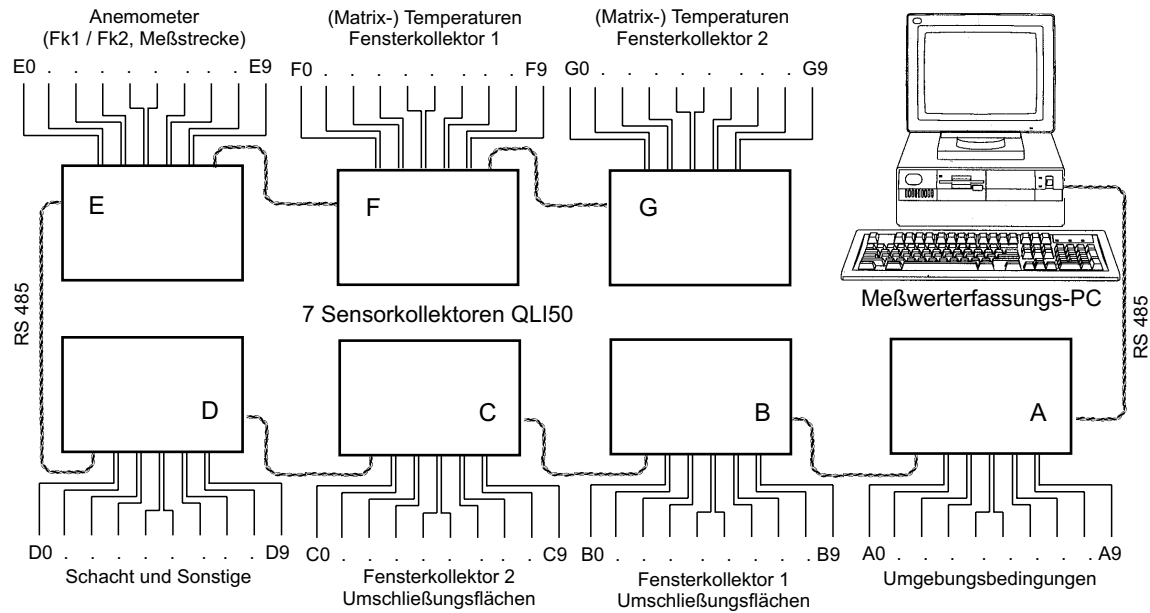 Anemometer
(Fk1 / Fk2, Meßstrecke)
E0 . . . . . . . . E9
(Matrix-) Temperaturen
Fensterkollektor 1
F0 . . . . . . . . F9
(Matrix-) Temperaturen
Fensterkollektor 2
G0 . . . . . . . . G9
E
F
G
RS 485
7 Sensorkollektoren QLI50
Meßwerterfassungs-PC
RS 485
D
C
B
A
D0 . . . . . . . . D9
Schacht und Sonstige
C0 . . . . . . . . C9
Fensterkollektor 2
Umschließungsflächen
B0 . . . . . . . . B9
Fensterkollektor 1
Umschließungsflächen
A0 . . . . . . . . A9
Umgebungsbedingungen